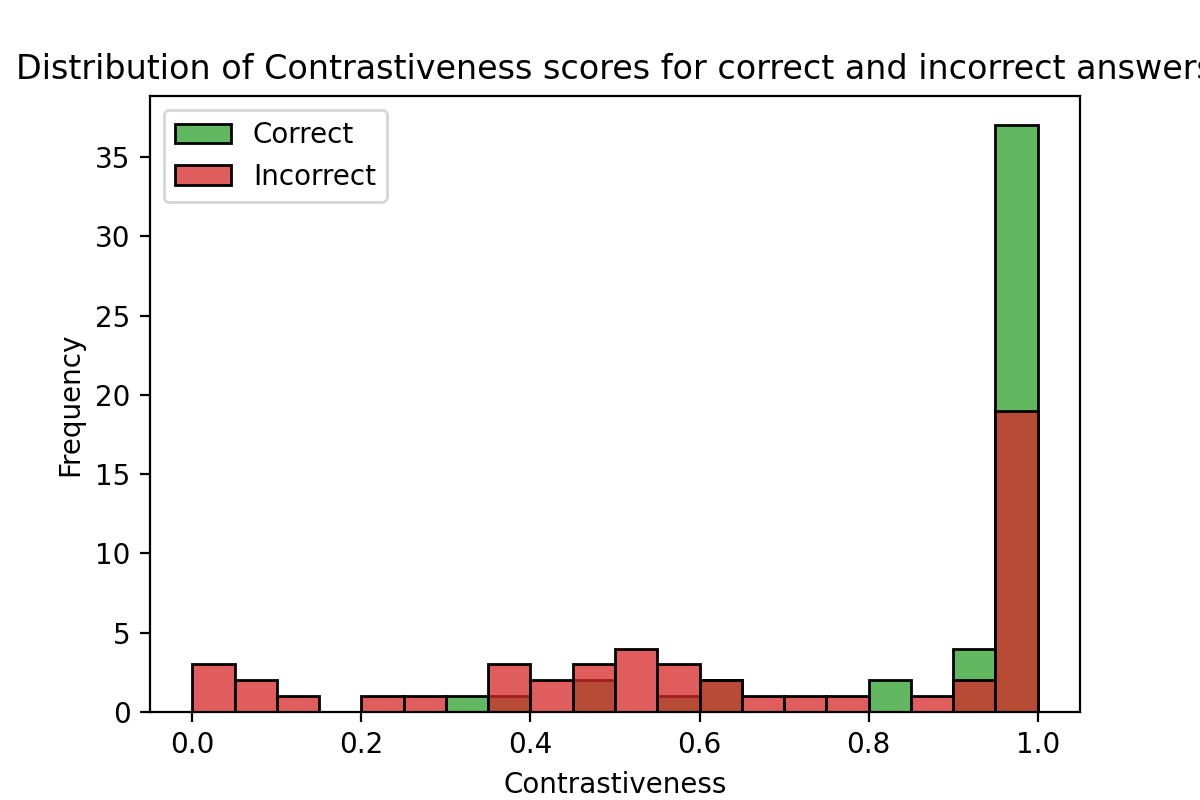 Distribution of Contrastiveness scores for correct and incorrect answers
Correct
Incorrect
35
30
25
20
15
10
5
0
Frequency
0.0 0.2 0.4 0.6 0.8 1.0
Contrastiveness